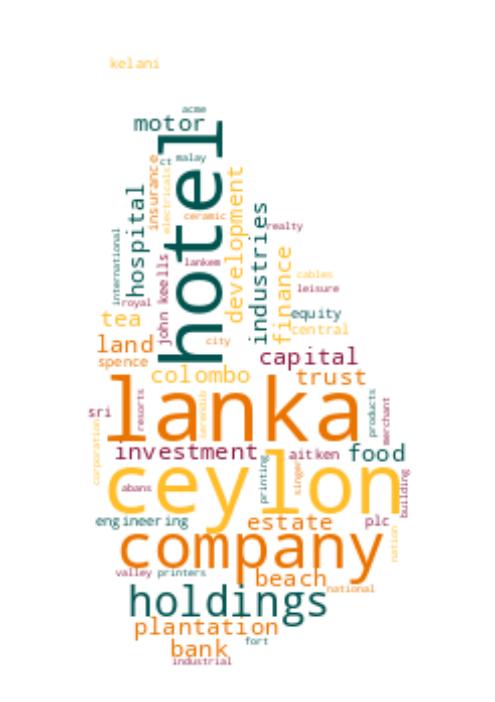 kelani
acme
motor
hotel
ct
malay
insurance
electricals
hospital
ceramic
development
industries
realty
international
john keells
lankem
finance
cables
leisure
royal
tea
equity
central
land
city
colombo
capital
spence
trust
lanka
sri
resorts
serendib
products
merchant
corporation
investment
aitken
food
ceylon
abans
printing
singer
building
engineering
estate
plc
company
nation
valley
printers
beach
national
holdings
plantation
fort
bank
industrial